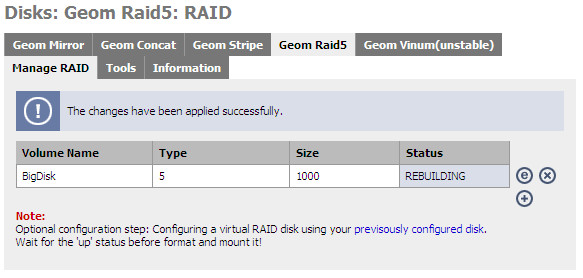 Disks: Geom Raid5: RAID
Geom Mirror Geom Concat Geom Stripe Geom Raid5 Geom Vinum(unstable)
Manage RAID Tools Information
The changes have been applied successfully.
Volume Name Type Size Status
BigDisk 5 1000 REBUILDING
Note:
Optional configuration step: Configuring a virtual RAID disk using your previsously configured disk.
Wait for the 'up' status before format and mount it!